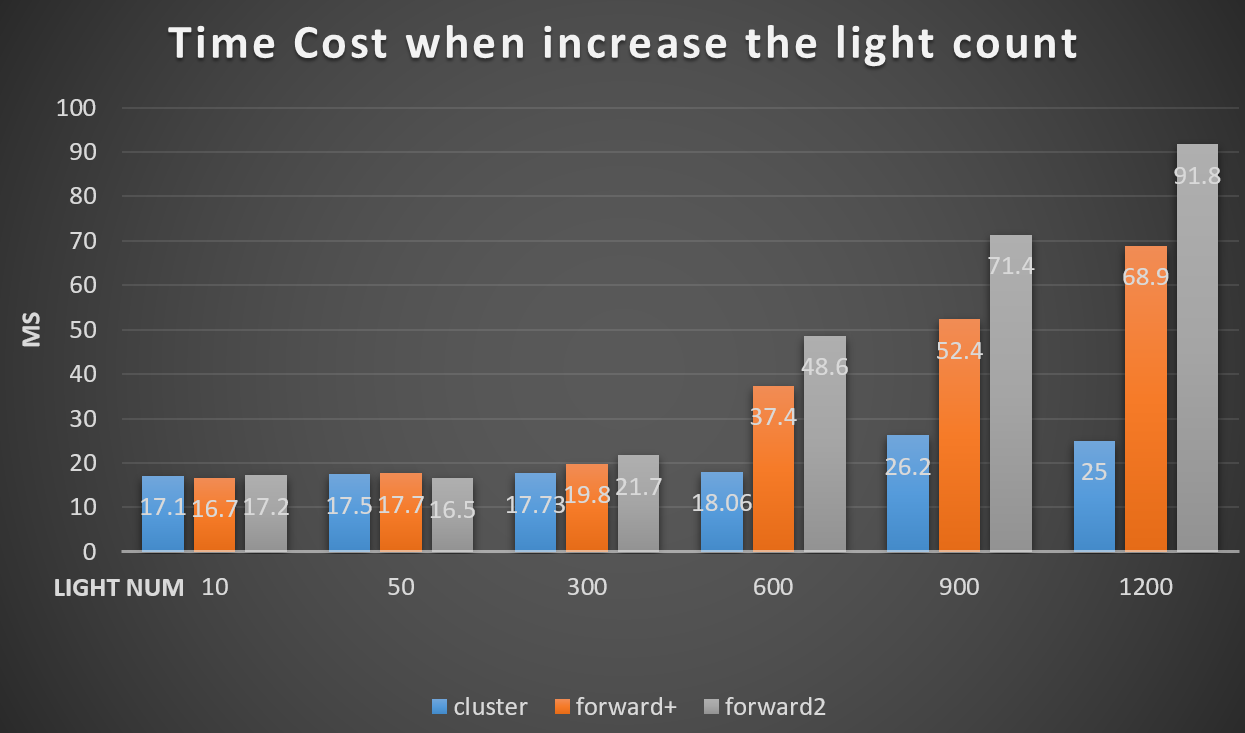 Time Cost when increase the light count
100
90
80
70
60
50
40
30
20
10
0
MS
17.1 16.7 17.2 17.5 17.7 16.5 17.73 19.8 21.7 18.06 37.4 48.6 26.2 52.4 71.4 25 68.9 91.8
LIGHT NUM 10 50 300 600 900 1200
cluster forward+ forward2